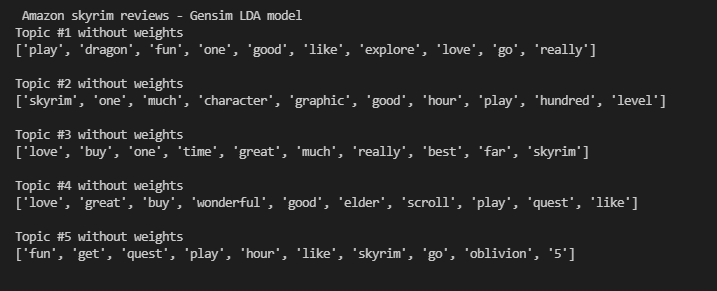 Amazon skyrim reviews - Gensim LDA model
Topic #1 without weights
['play', 'dragon', 'fun', 'one', 'good', 'like', 'explore', 'love', 'go', 'really']
Topic #2 without weights
['skyrim', 'one', 'much', 'character', 'graphic', 'good', 'hour', 'play', 'hundred', 'level']
Topic #3 without weights
['love', 'buy', 'one', 'time', 'great', 'much', 'really', 'best', 'far', 'skyrim']
Topic #4 without weights
['love', 'great', 'buy', 'wonderful', 'good', 'elder', 'scroll', 'play', 'quest', 'like']
Topic #5 without weights
['fun', 'get', 'quest', 'play', 'hour', 'like', 'skyrim', 'go', 'oblivion', '5']